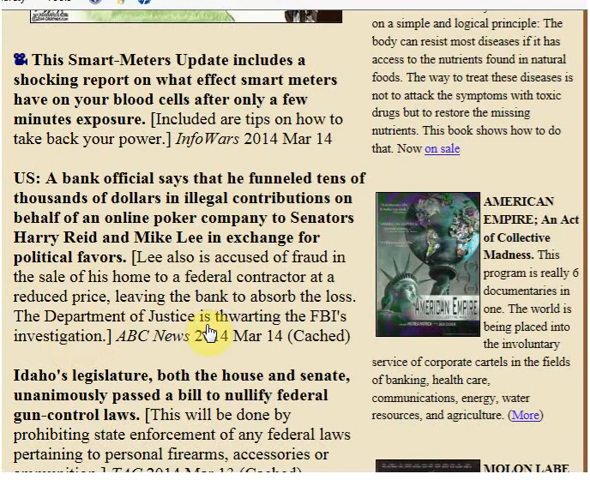 This Smart-Meters Update includes a
shocking report on what effect smart meters
have on your blood cells after only a few
minutes exposure. [Included are tips on how to
take back your power.] InfoWars 2014 Mar 14
US: A bank official says that he funneled tens of
thousands of dollars in illegal contributions on
behalf of an online poker company to Senators
Harry Reid and Mike Lee in exchange for
political favors. [Lee also is accused of fraud in
the sale of his home to a federal contractor at a
reduced price, leaving the bank to absorb the loss.
The Department of Justice is thwarting the FBI's
investigation.] ABC News 2014 Mar 14 (Cached)
Idaho's legislature, both the house and senate,
unanimously passed a bill to nullify federal
gun-control laws. [This will be done by
prohibiting state enforcement of any federal laws
pertaining to personal firearms, accessories or
ammunition.] TAC 2014 Mar 13 (Cached)
on a simple and logical principle: The
body can resist most diseases if it has
access to the nutrients found in natural
foods. The way to treat these diseases is
not to attack the symptoms with toxic
drugs but to restore the missing
nutrients. This book shows how to do
that. Now on sale
AMERICAN EMPIRE
AMERICAN
EMPIRE; An Act
of Collective
Madness. This
program is really 6
documentaries in
one. The world is
being placed into
the involuntary
service of corporate cartels in the fields
of banking, health care,
communications, energy, water
resources, and agriculture. (More)
MOLON LABE